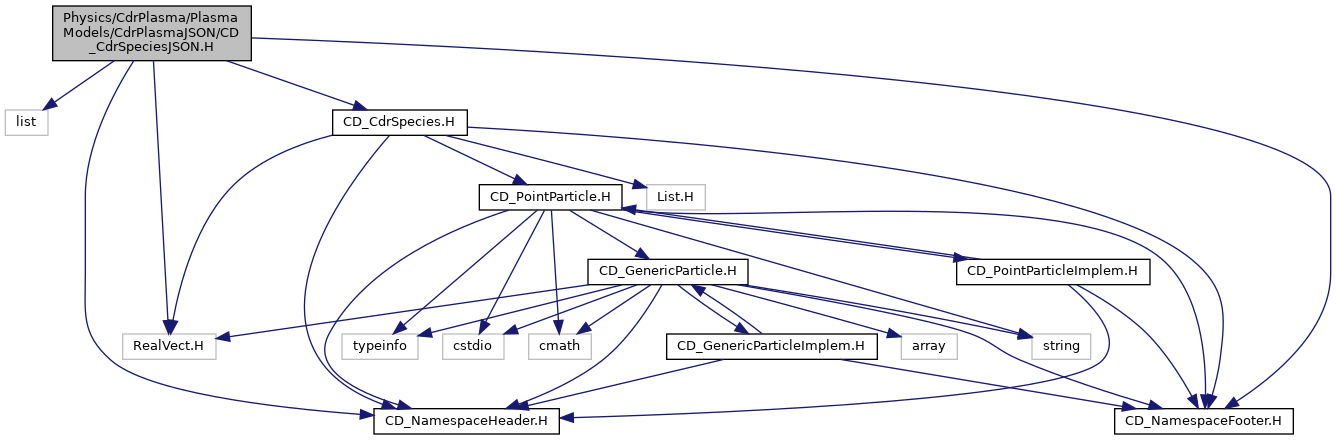 Physics/CdrPlasma/Plasma
Models/CdrPlasmaJSON/CD
_CdrSpeciesJSON.H
list
CD_CdrSpecies.H
CD_PointParticle.H
List.H
CD_GenericParticle.H
CD_PointParticleImplem.H
RealVect.H
typeinfo
cstdio
cmath
CD_GenericParticleImplem.H
array
string
CD_NamespaceHeader.H
CD_NamespaceFooter.H